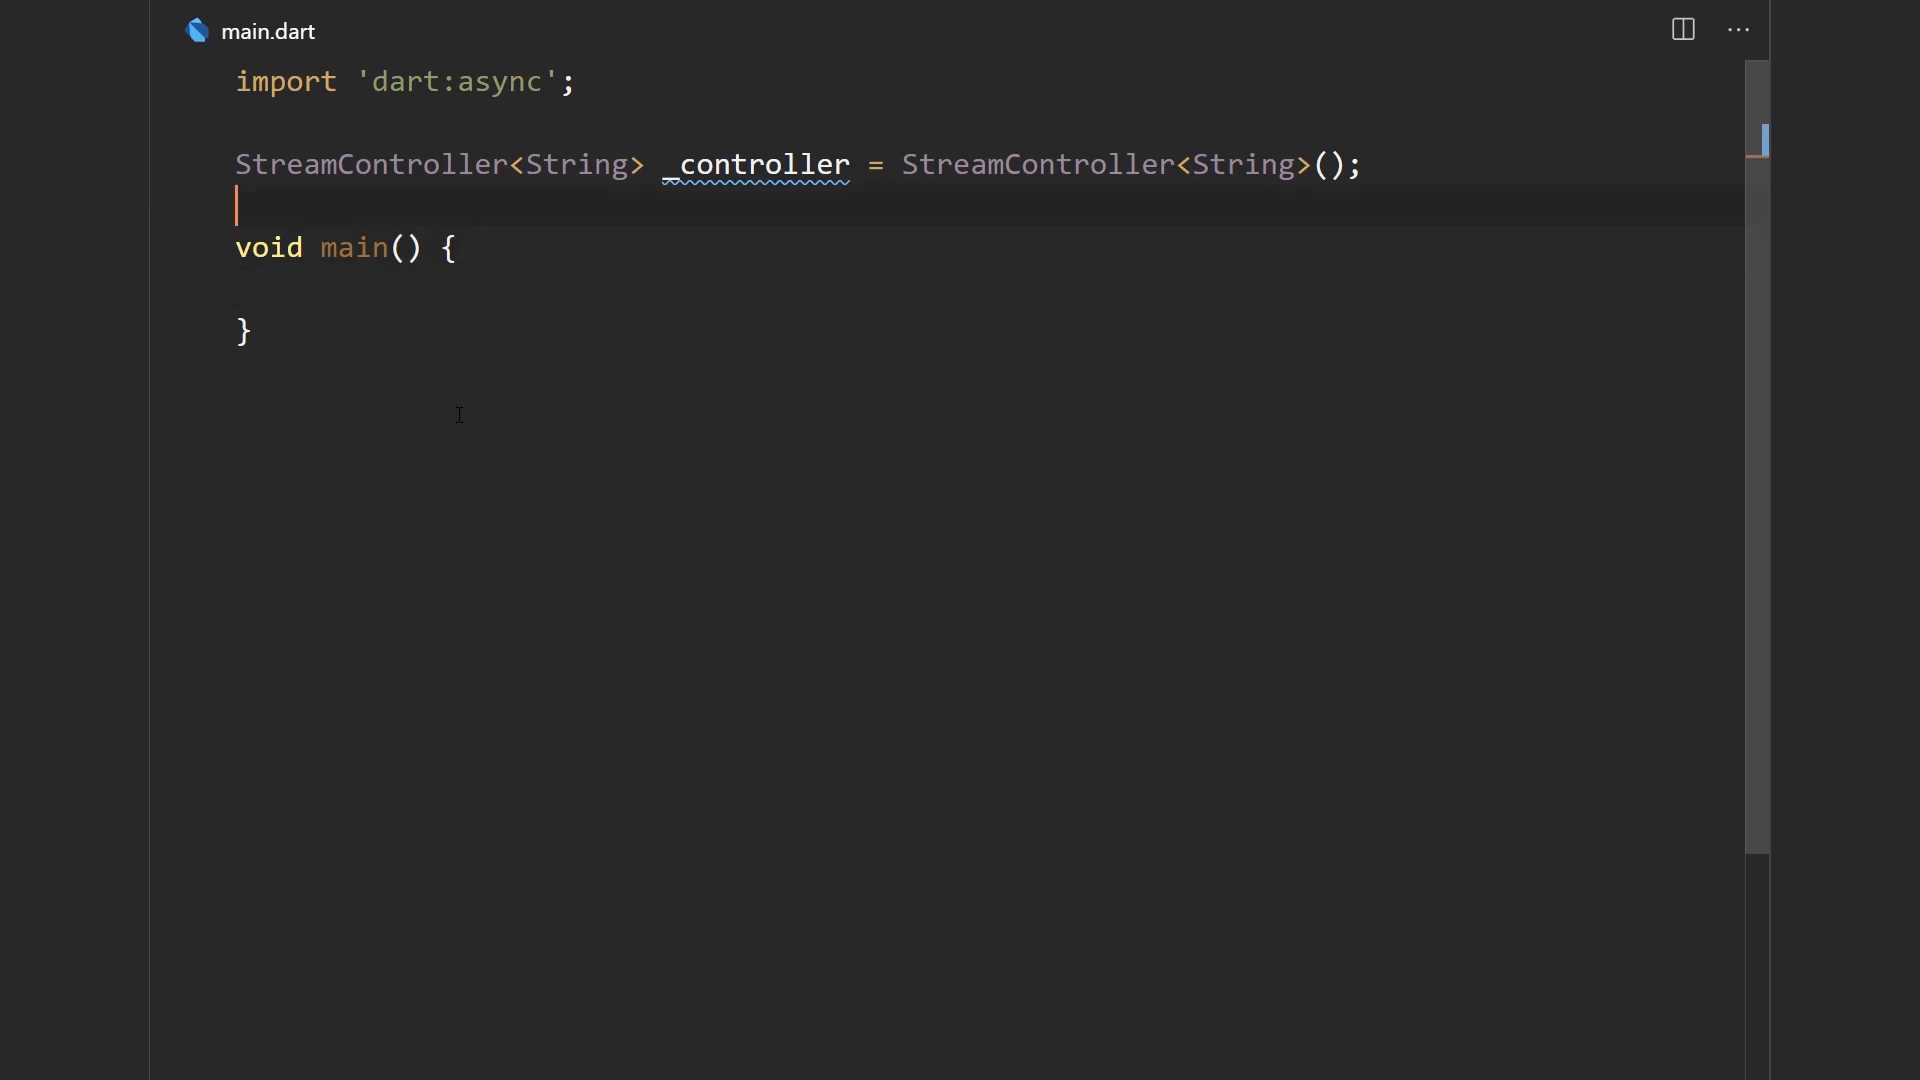 main.dart
import 'dart:async';
StreamController<String> _controller = StreamController<String>();
void main() {
}